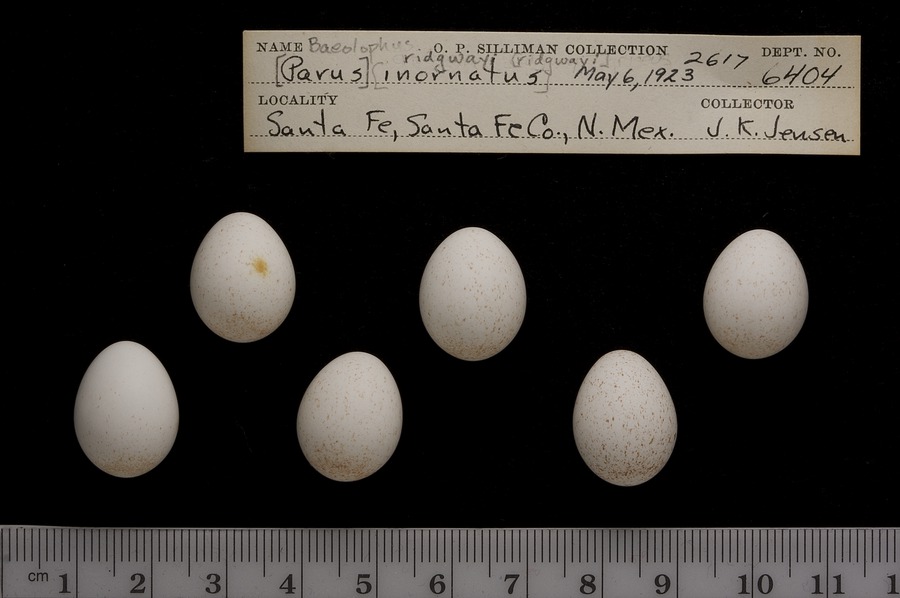 NAME Baeolophus O. P. SILLIMAN COLLECTION 2617 DEPT. NO.
ridgwayi (ridgwayi)
[Parus] [inornatus] May 6, 1923 6404
LOCALITY COLLECTOR
Santa Fe, Santa Fe Co., N. Mex. J. K. Jensen
cm 1 2 3 4 5 6 7 8 9 10 11 1